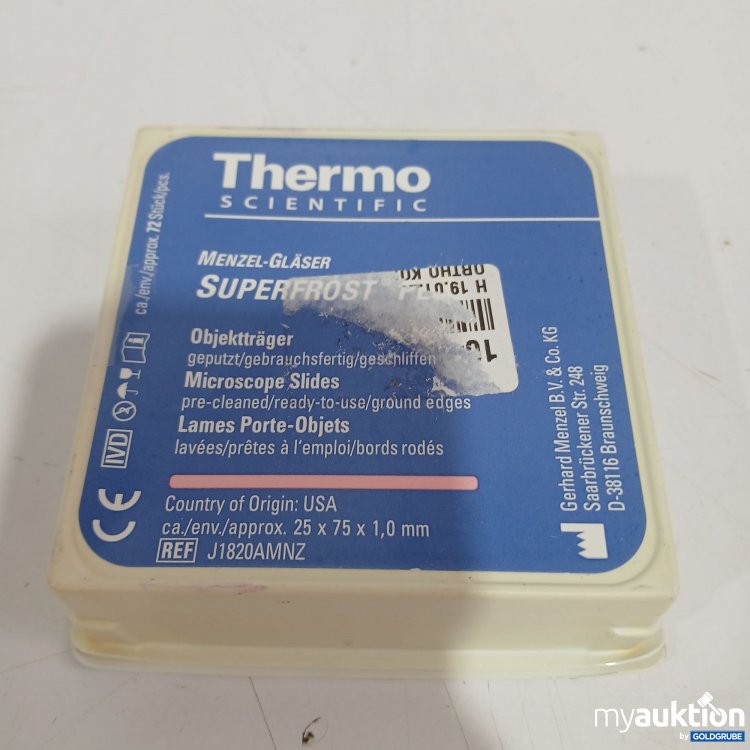 Thermo
SCIENTIFIC
MENZEL-GLÄSER
SUPERFROST
Objektträger
geputzt/gebrauchsfertig/geschliffen
Microscope Slides
pre-cleaned/ready-to-use/ground edges
Lames Porte-Objets
lavées/prêtes à l'emploi/bords rodés
Country of Origin: USA
ca./env./approx. 25 x 75 x 1,0 mm
REF J1820AMNZ
ca./env./approx. 72 Stück/pcs.
IVD
CE
Gerhard Menzel B.V. & Co. KG
Saarbrückener Str. 248
D-38116 Braunschweig
ORTHO
myauktion
by GOLDGRUBE